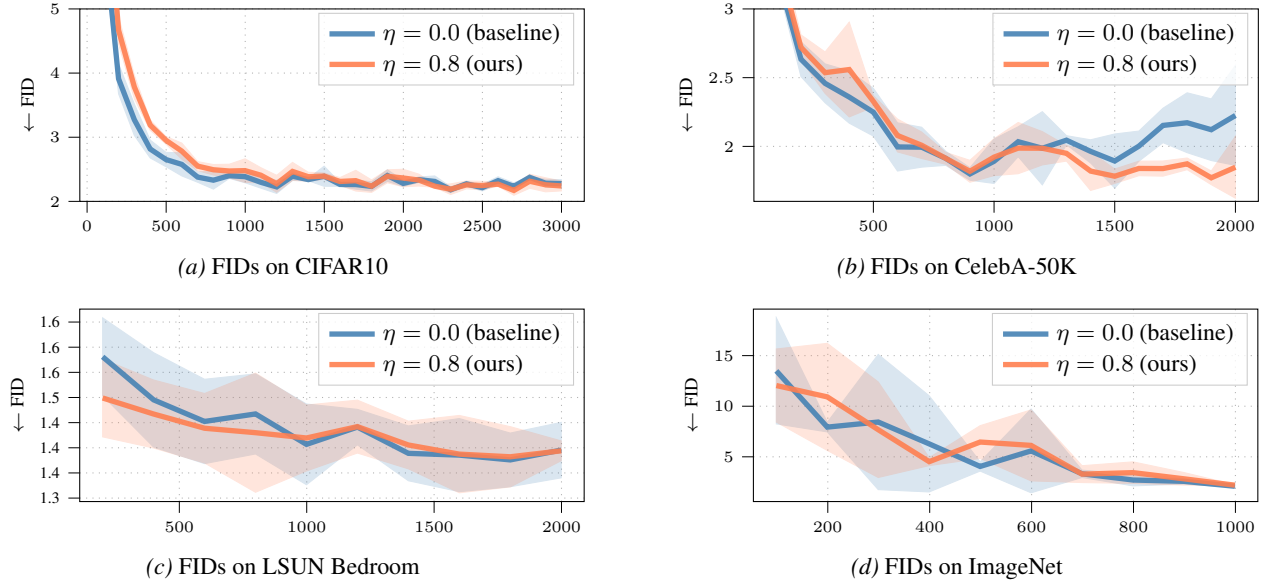 5
4
3
2
← FID
η = 0.0 (baseline)
η = 0.8 (ours)
0 500 1000 1500 2000 2500 3000
(a) FIDs on CIFAR10
3
2.5
2
← FID
η = 0.0 (baseline)
η = 0.8 (ours)
500 1000 1500 2000
(b) FIDs on CelebA-50K
1.6
1.6
1.6
1.5
1.4
1.4
1.4
1.3
← FID
η = 0.0 (baseline)
η = 0.8 (ours)
500 1000 1500 2000
(c) FIDs on LSUN Bedroom
15
10
5
← FID
η = 0.0 (baseline)
η = 0.8 (ours)
200 400 600 800 1000
(d) FIDs on ImageNet